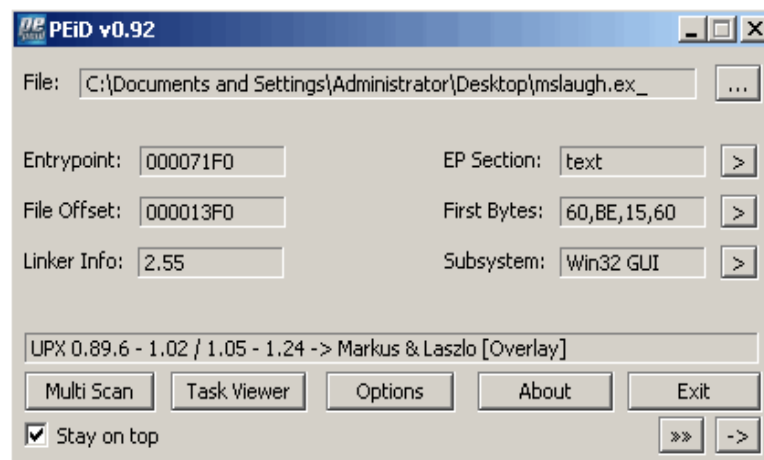 PEiD v0.92
File: C:\Documents and Settings\Administrator\Desktop\mslaugh.ex_ ...
Entrypoint: 000071F0 EP Section: text >
File Offset: 000013F0 First Bytes: 60,BE,15,60 >
Linker Info: 2.55 Subsystem: Win32 GUI >
UPX 0.89.6 - 1.02 / 1.05 - 1.24 -> Markus & Laszlo [Overlay]
Multi Scan Task Viewer Options About Exit
Stay on top »» ->